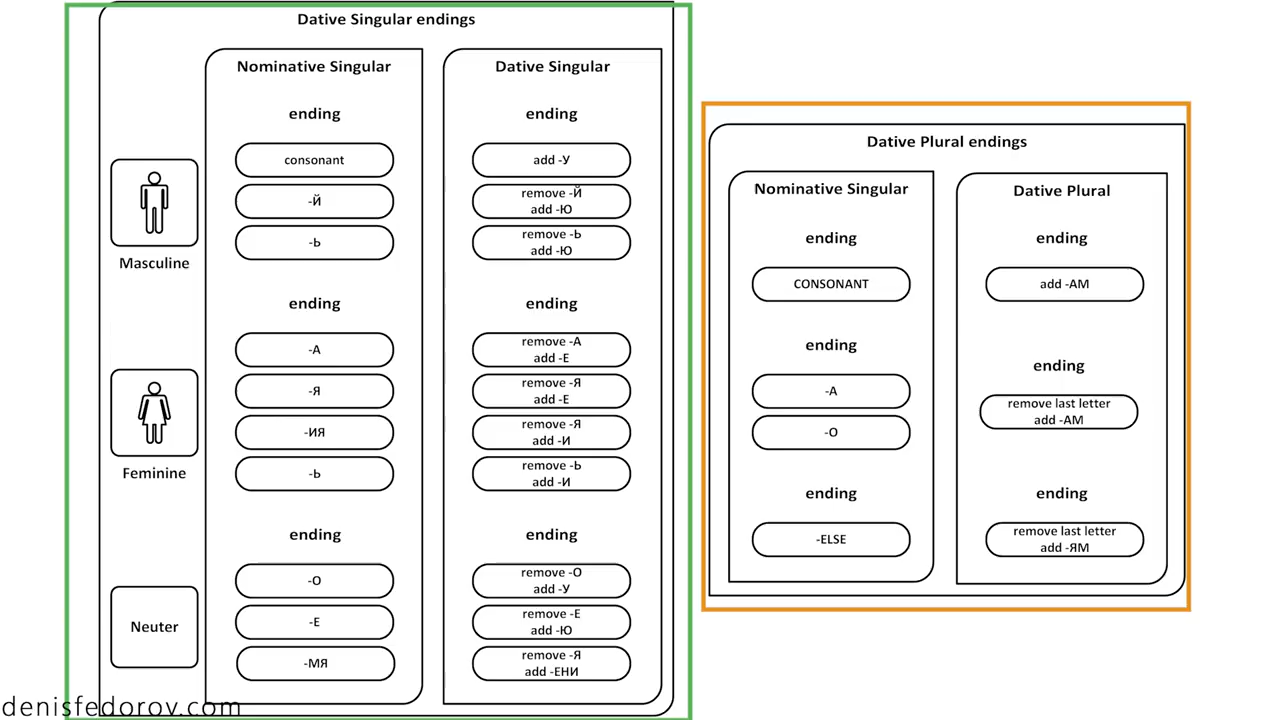 Dative Singular endings
Nominative Singular
ending
consonant
-Й
-Ь
ending
-А
-Я
-ИЯ
-Ь
ending
-О
-Е
-МЯ
Dative Singular
ending
add -У
remove -Й
add -Ю
remove -Ь
add -Ю
ending
remove -А
add -Е
remove -Я
add -Е
remove -Я
add -И
remove -Ь
add -И
ending
remove -О
add -У
remove -Е
add -Ю
remove -Я
add -ЕНИ
Masculine
Feminine
Neuter
Dative Plural endings
Nominative Singular
ending
CONSONANT
ending
-А
-О
ending
-ELSE
Dative Plural
ending
add -АМ
ending
remove last letter
add -АМ
ending
remove last letter
add -ЯМ
denisfedorov.com